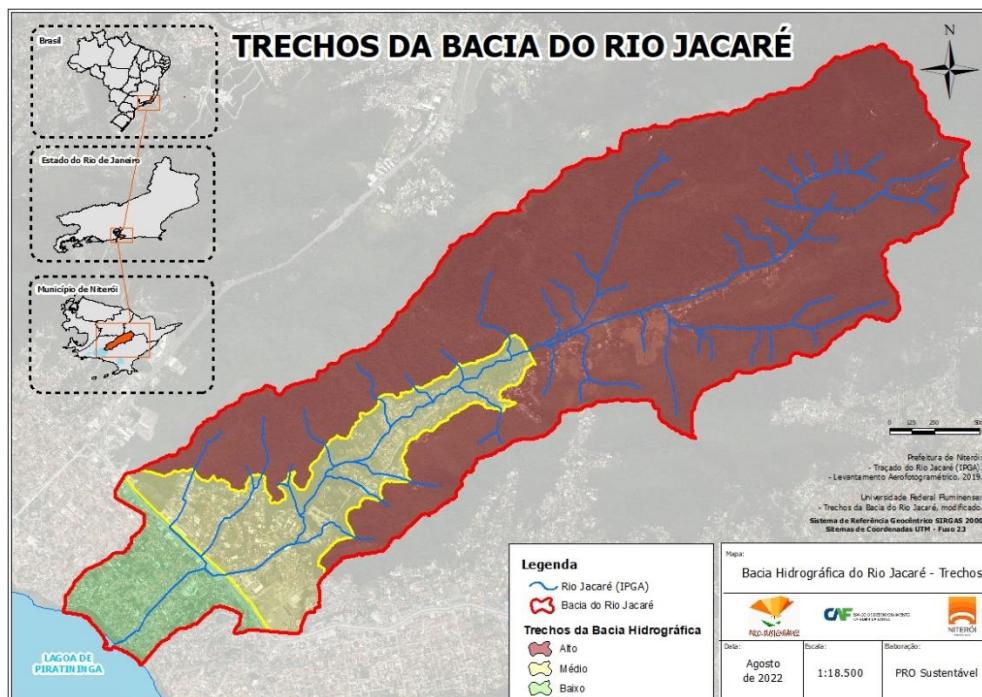 TRECHOS DA BACIA DO RIO JACARÉ
Brasil
Estado do Rio de Janeiro
Município de Niterói
N
0 125 250 500
Prefeitura de Niterói:
- Traçado do Rio Jacaré (IPGA).
- Levantamento Aerofotogramétrico, 2019.
Universidade Federal Fluminense:
- Trechos da Bacia do Rio Jacaré, modificado.
Sistema de Referência Geocêntrico SIRGAS 2000
Sitemas de Coordenadas UTM - Fuso 23
LAGOA DE
PIRATININGA
Legenda
Rio Jacaré (IPGA)
Bacia do Rio Jacaré
Trechos da Bacia Hidrográfica
Alto
Médio
Baixo
Mapa:
Bacia Hidrográfica do Rio Jacaré - Trechos
PRO-SUSTENTÁVEL
CAF
NITERÓI
Data:
Agosto
de 2022
Escala:
1:18.500
Elaboração:
PRO Sustentável